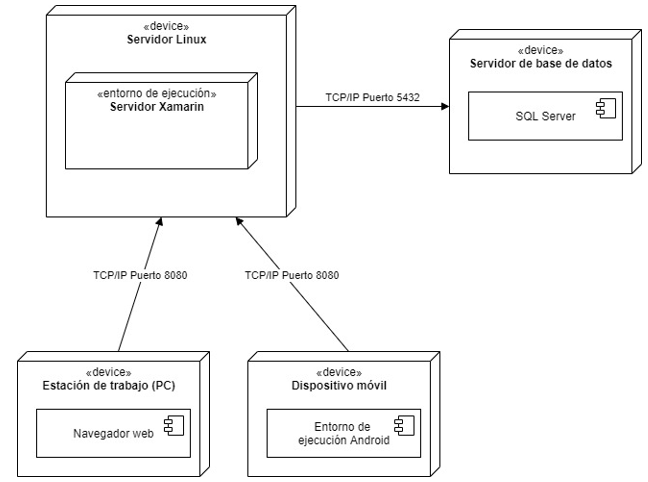 «device»
Servidor Linux
«entorno de ejecución»
Servidor Xamarin
TCP/IP Puerto 5432
«device»
Servidor de base de datos
SQL Server
TCP/IP Puerto 8080
TCP/IP Puerto 8080
«device»
Estación de trabajo (PC)
Navegador web
«device»
Dispositivo móvil
Entorno de
ejecución Android